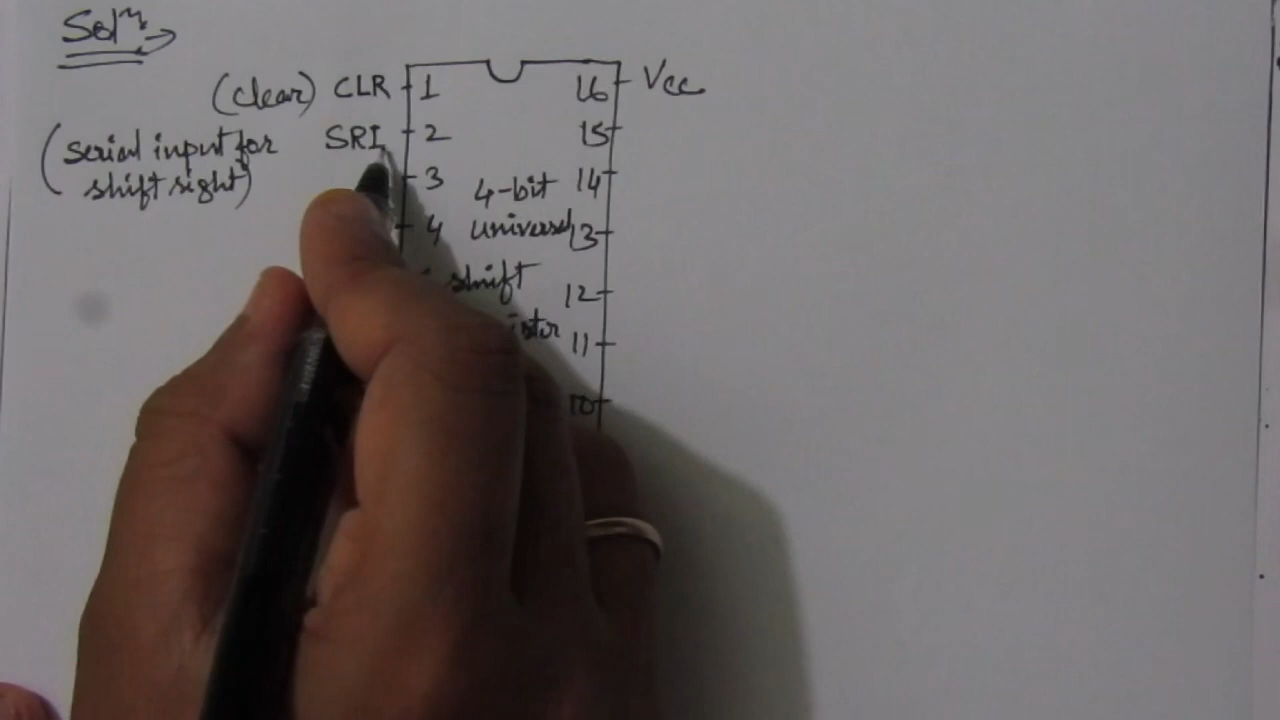 Solⁿ
(clear) CLR 1 16 Vcc
(serial input for shift right) SRI 2 15
3 14
4 13
4-bit
universal
shift
12
11
10